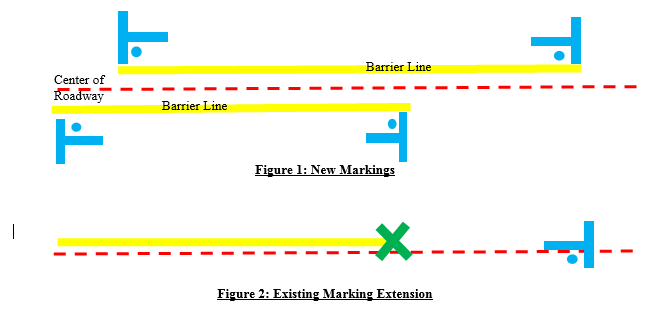 Barrier Line
Center of
Roadway
Barrier Line
Figure 1: New Markings
Figure 2: Existing Marking Extension